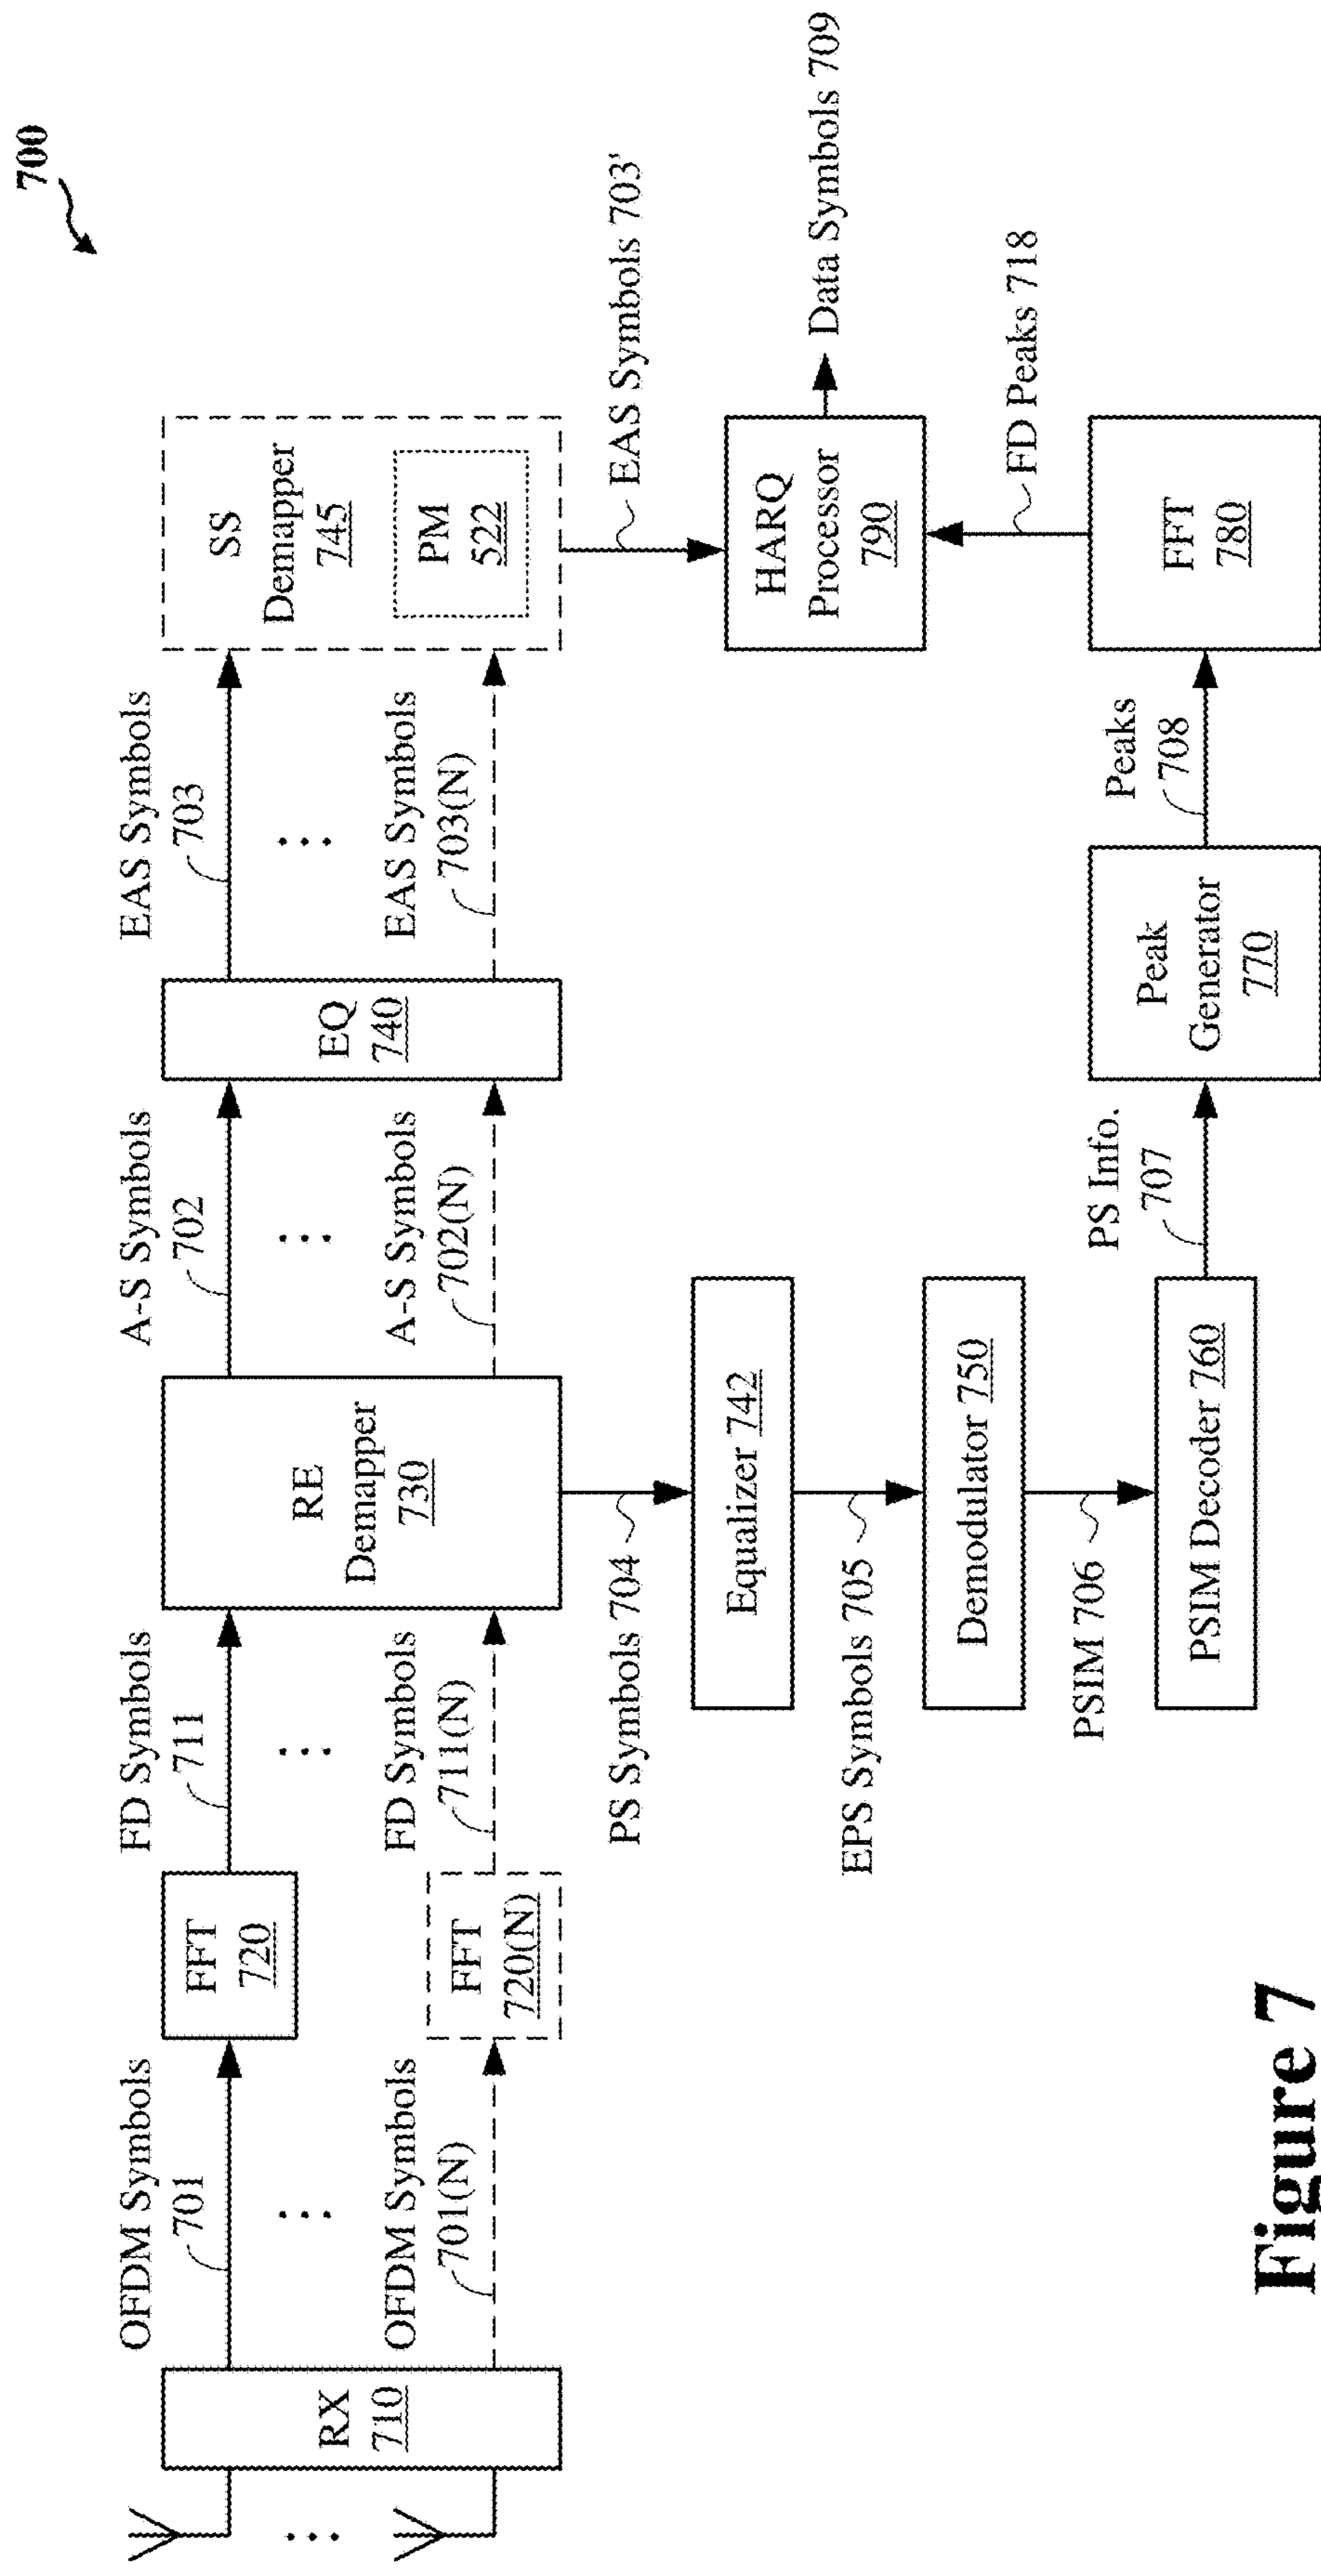 700
OFDM Symbols
701
FD Symbols
711
A-S Symbols
702
EAS Symbols
703
RX
710
FFT
720
RE
Demapper
730
EQ
740
SS
Demapper
745
PM
522
OFDM Symbols
701(N)
FFT
720(N)
FD Symbols
711(N)
A-S Symbols
702(N)
EAS Symbols
703(N)
PS Symbols 704
EAS Symbols 703'
Equalizer 742
HARQ
Processor
790
Data Symbols 709
EPS Symbols 705
Demodulator 750
FD Peaks 718
PSIM 706
PS Info.
707
Peaks
708
PSIM Decoder 760
Peak
Generator
770
FFT
780
Figure 7